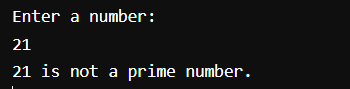 Enter a number:
21
21 is not a prime number.